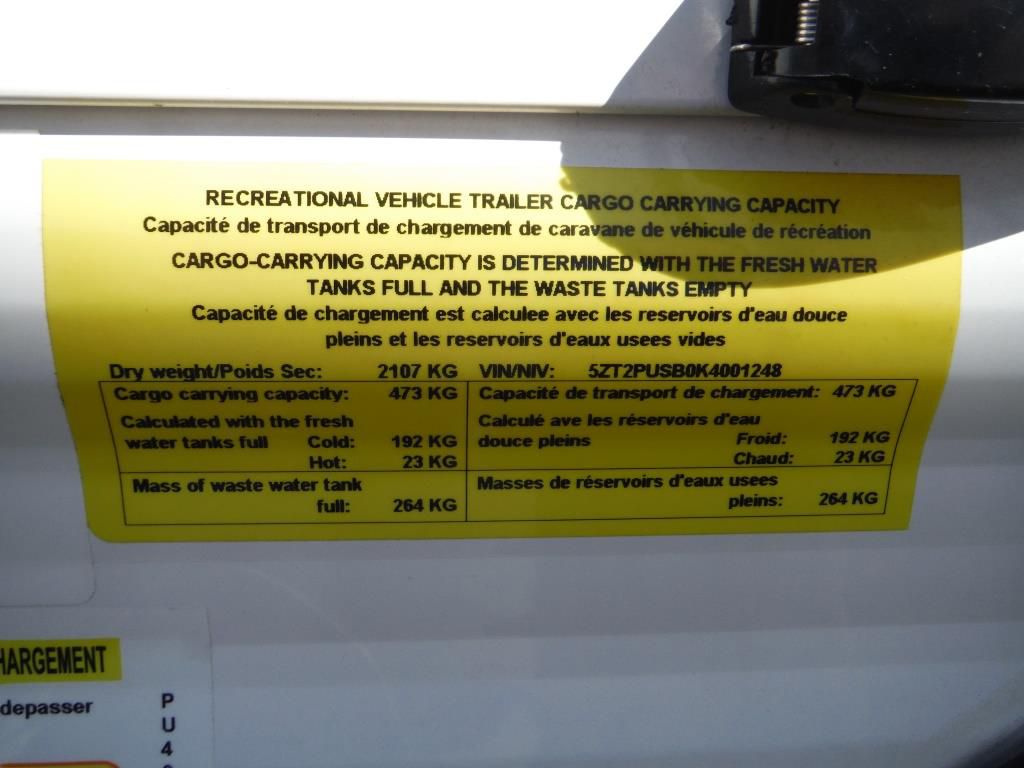 RECREATIONAL VEHICLE TRAILER CARGO CARRYING CAPACITY
Capacité de transport de chargement de caravane de véhicule de récréation
CARGO-CARRYING CAPACITY IS DETERMINED WITH THE FRESH WATER
TANKS FULL AND THE WASTE TANKS EMPTY
Capacité de chargement est calculee avec les reservoirs d'eau douce
pleins et les reservoirs d'eaux usees vides
Dry weight/Poids Sec: 2107 KG VIN/NIV: 5ZT2PUSB0K4001248
Cargo carrying capacity: 473 KG Capacité de transport de chargement: 473 KG
Calculated with the fresh Calculé ave les réservoirs d'eau
water tanks full Cold: 192 KG douce pleins Froid: 192 KG
Hot: 23 KG Chaud: 23 KG
Mass of waste water tank Masses de réservoirs d'eaux usees
full: 264 KG pleins: 264 KG
HARGEMENT
depasser
P
U
4